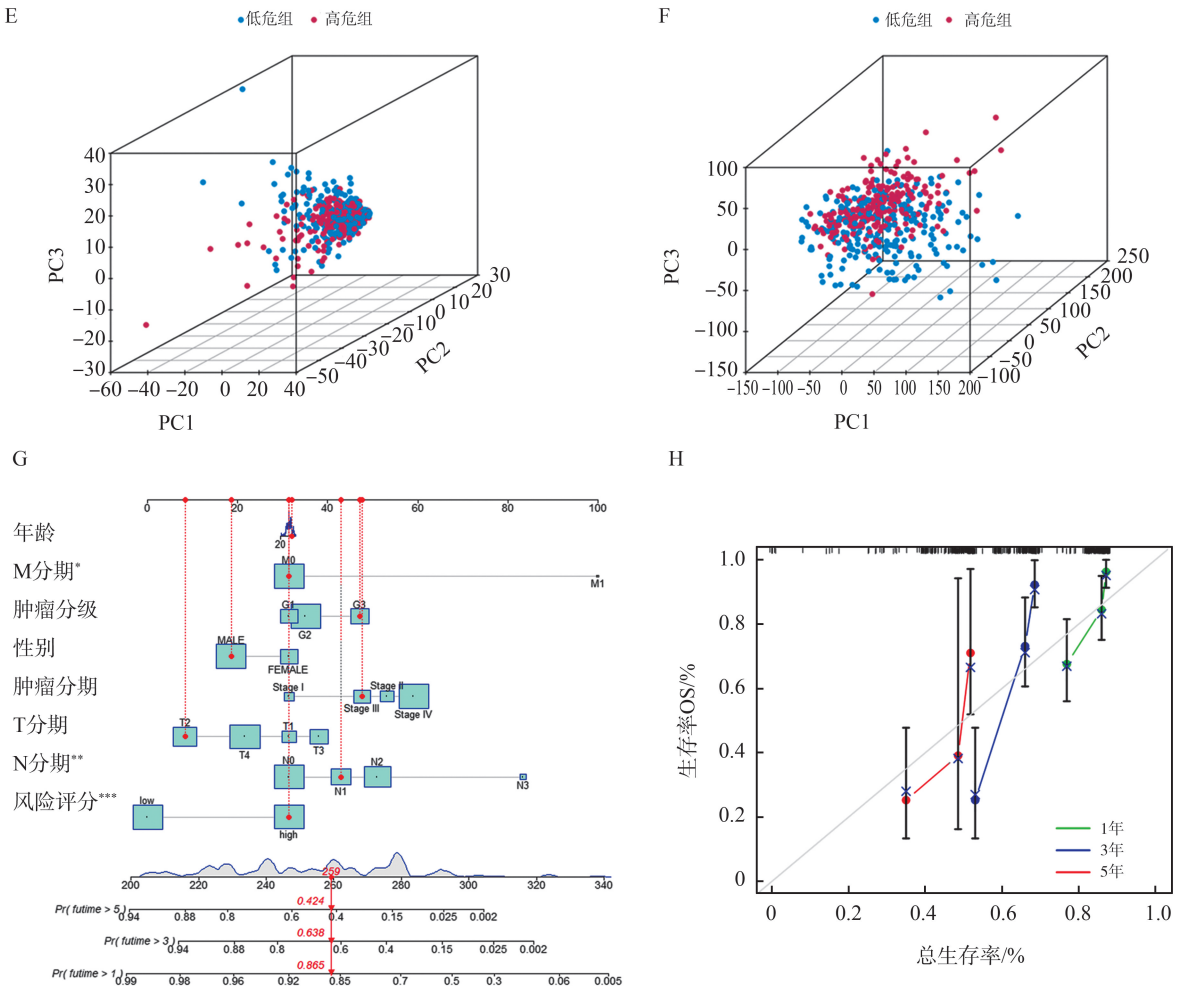 E
●低危组 ●高危组
40
30
20
10
0
−10
−20
−30
PC3
−60 −40 −20 0 20 40
PC1
−50 −40 −30 −20 −10 0 10 20 30
PC2
F
●低危组 ●高危组
100
50
0
−50
−100
−150
PC3
−150 −100 −50 0 50 100 150 200
PC1
−100 −50 0 50 100 150 200 250
PC2
G
0 20 40 60 80 100
年龄
20
M分期*
M0 M1
肿瘤分级
G1 G2 G3
性别
MALE FEMALE
肿瘤分期
Stage I Stage III Stage II Stage IV
T分期
T2 T4 T1 T3
N分期**
N0 N1 N2 N3
风险评分***
low high
259
200 220 240 260 280 300 320 340
0.424
Pr( futime > 5 )
0.94 0.88 0.8 0.6 0.4 0.15 0.025 0.002
0.638
Pr( futime > 3 )
0.94 0.88 0.8 0.6 0.4 0.15 0.025 0.002
0.865
Pr( futime > 1 )
0.99 0.98 0.96 0.92 0.85 0.7 0.5 0.3 0.06 0.005
H
1.0
0.8
0.6
0.4
0.2
0
生存率OS/%
1年
3年
5年
0 0.2 0.4 0.6 0.8 1.0
总生存率/%